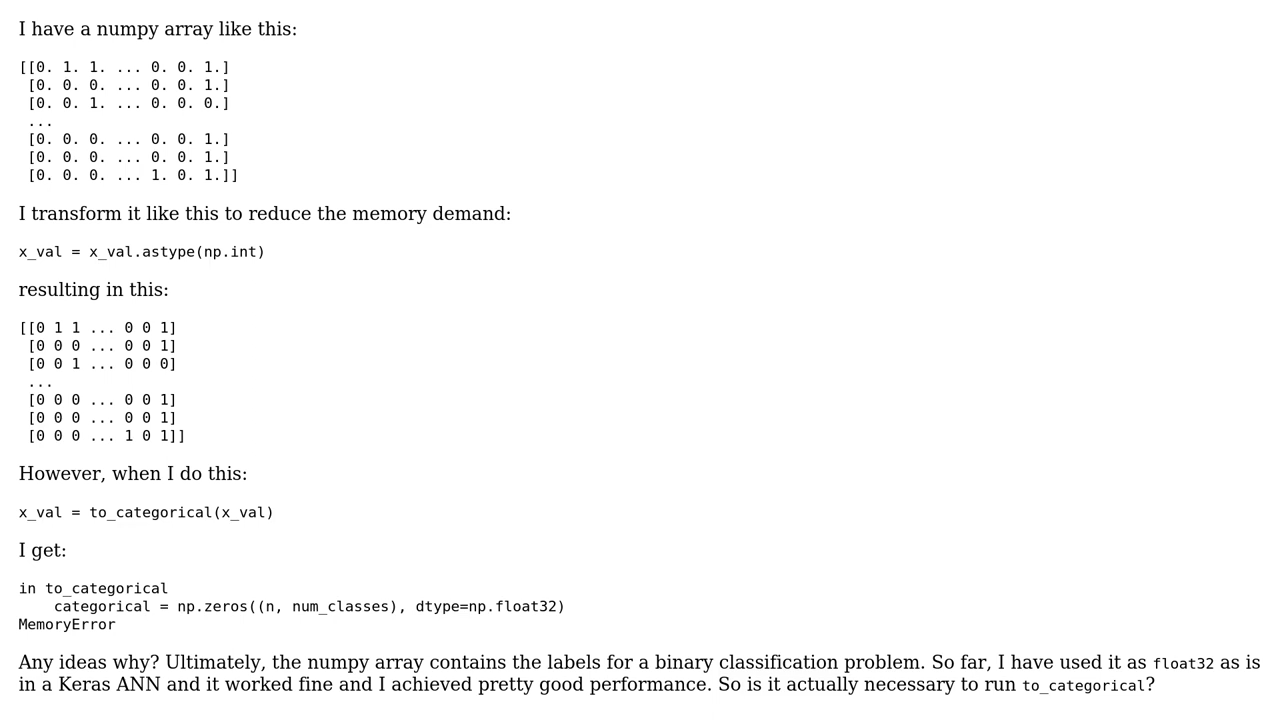 I have a numpy array like this:
[[0. 1. 1. ... 0. 0. 1.]
 [0. 0. 0. ... 0. 0. 1.]
 [0. 0. 1. ... 0. 0. 0.]
 ...
 [0. 0. 0. ... 0. 0. 1.]
 [0. 0. 0. ... 0. 0. 1.]
 [0. 0. 0. ... 1. 0. 1.]]
I transform it like this to reduce the memory demand:
x_val = x_val.astype(np.int)
resulting in this:
[[0 1 1 ... 0 0 1]
 [0 0 0 ... 0 0 1]
 [0 0 1 ... 0 0 0]
 ...
 [0 0 0 ... 0 0 1]
 [0 0 0 ... 0 0 1]
 [0 0 0 ... 1 0 1]]
However, when I do this:
x_val = to_categorical(x_val)
I get:
in to_categorical
    categorical = np.zeros((n, num_classes), dtype=np.float32)
MemoryError
Any ideas why? Ultimately, the numpy array contains the labels for a binary classification problem. So far, I have used it as float32 as is
in a Keras ANN and it worked fine and I achieved pretty good performance. So is it actually necessary to run to_categorical?